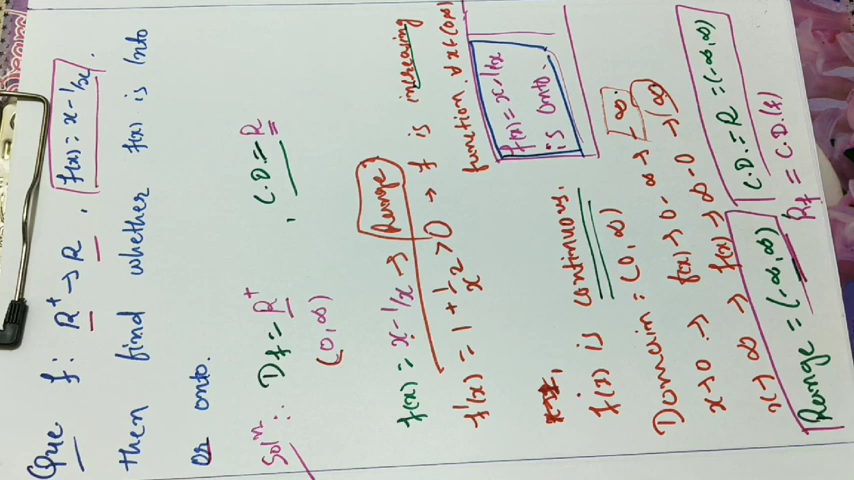 Que f: R⁺ → R, f(x) = x - 1/x.
then find whether f(x) is into
or onto.
Solⁿ: Df = R⁺, C.D. = R
(0, ∞)
f(x) = x - 1/x → Range
f'(x) = 1 + 1/x² > 0 → f is increasing
function ∀ x ∈ (0, ∞)
f(x) is continuous.
Domain = (0, ∞)
x → 0 → f(x) → 0 - ∞ → -∞.
x → ∞ → f(x) → ∞ - 0 → ∞
Range = (-∞, ∞) C.D. = R = (-∞, ∞)
Rf = C.D.(f)
f(x) = x - 1/x
is onto.